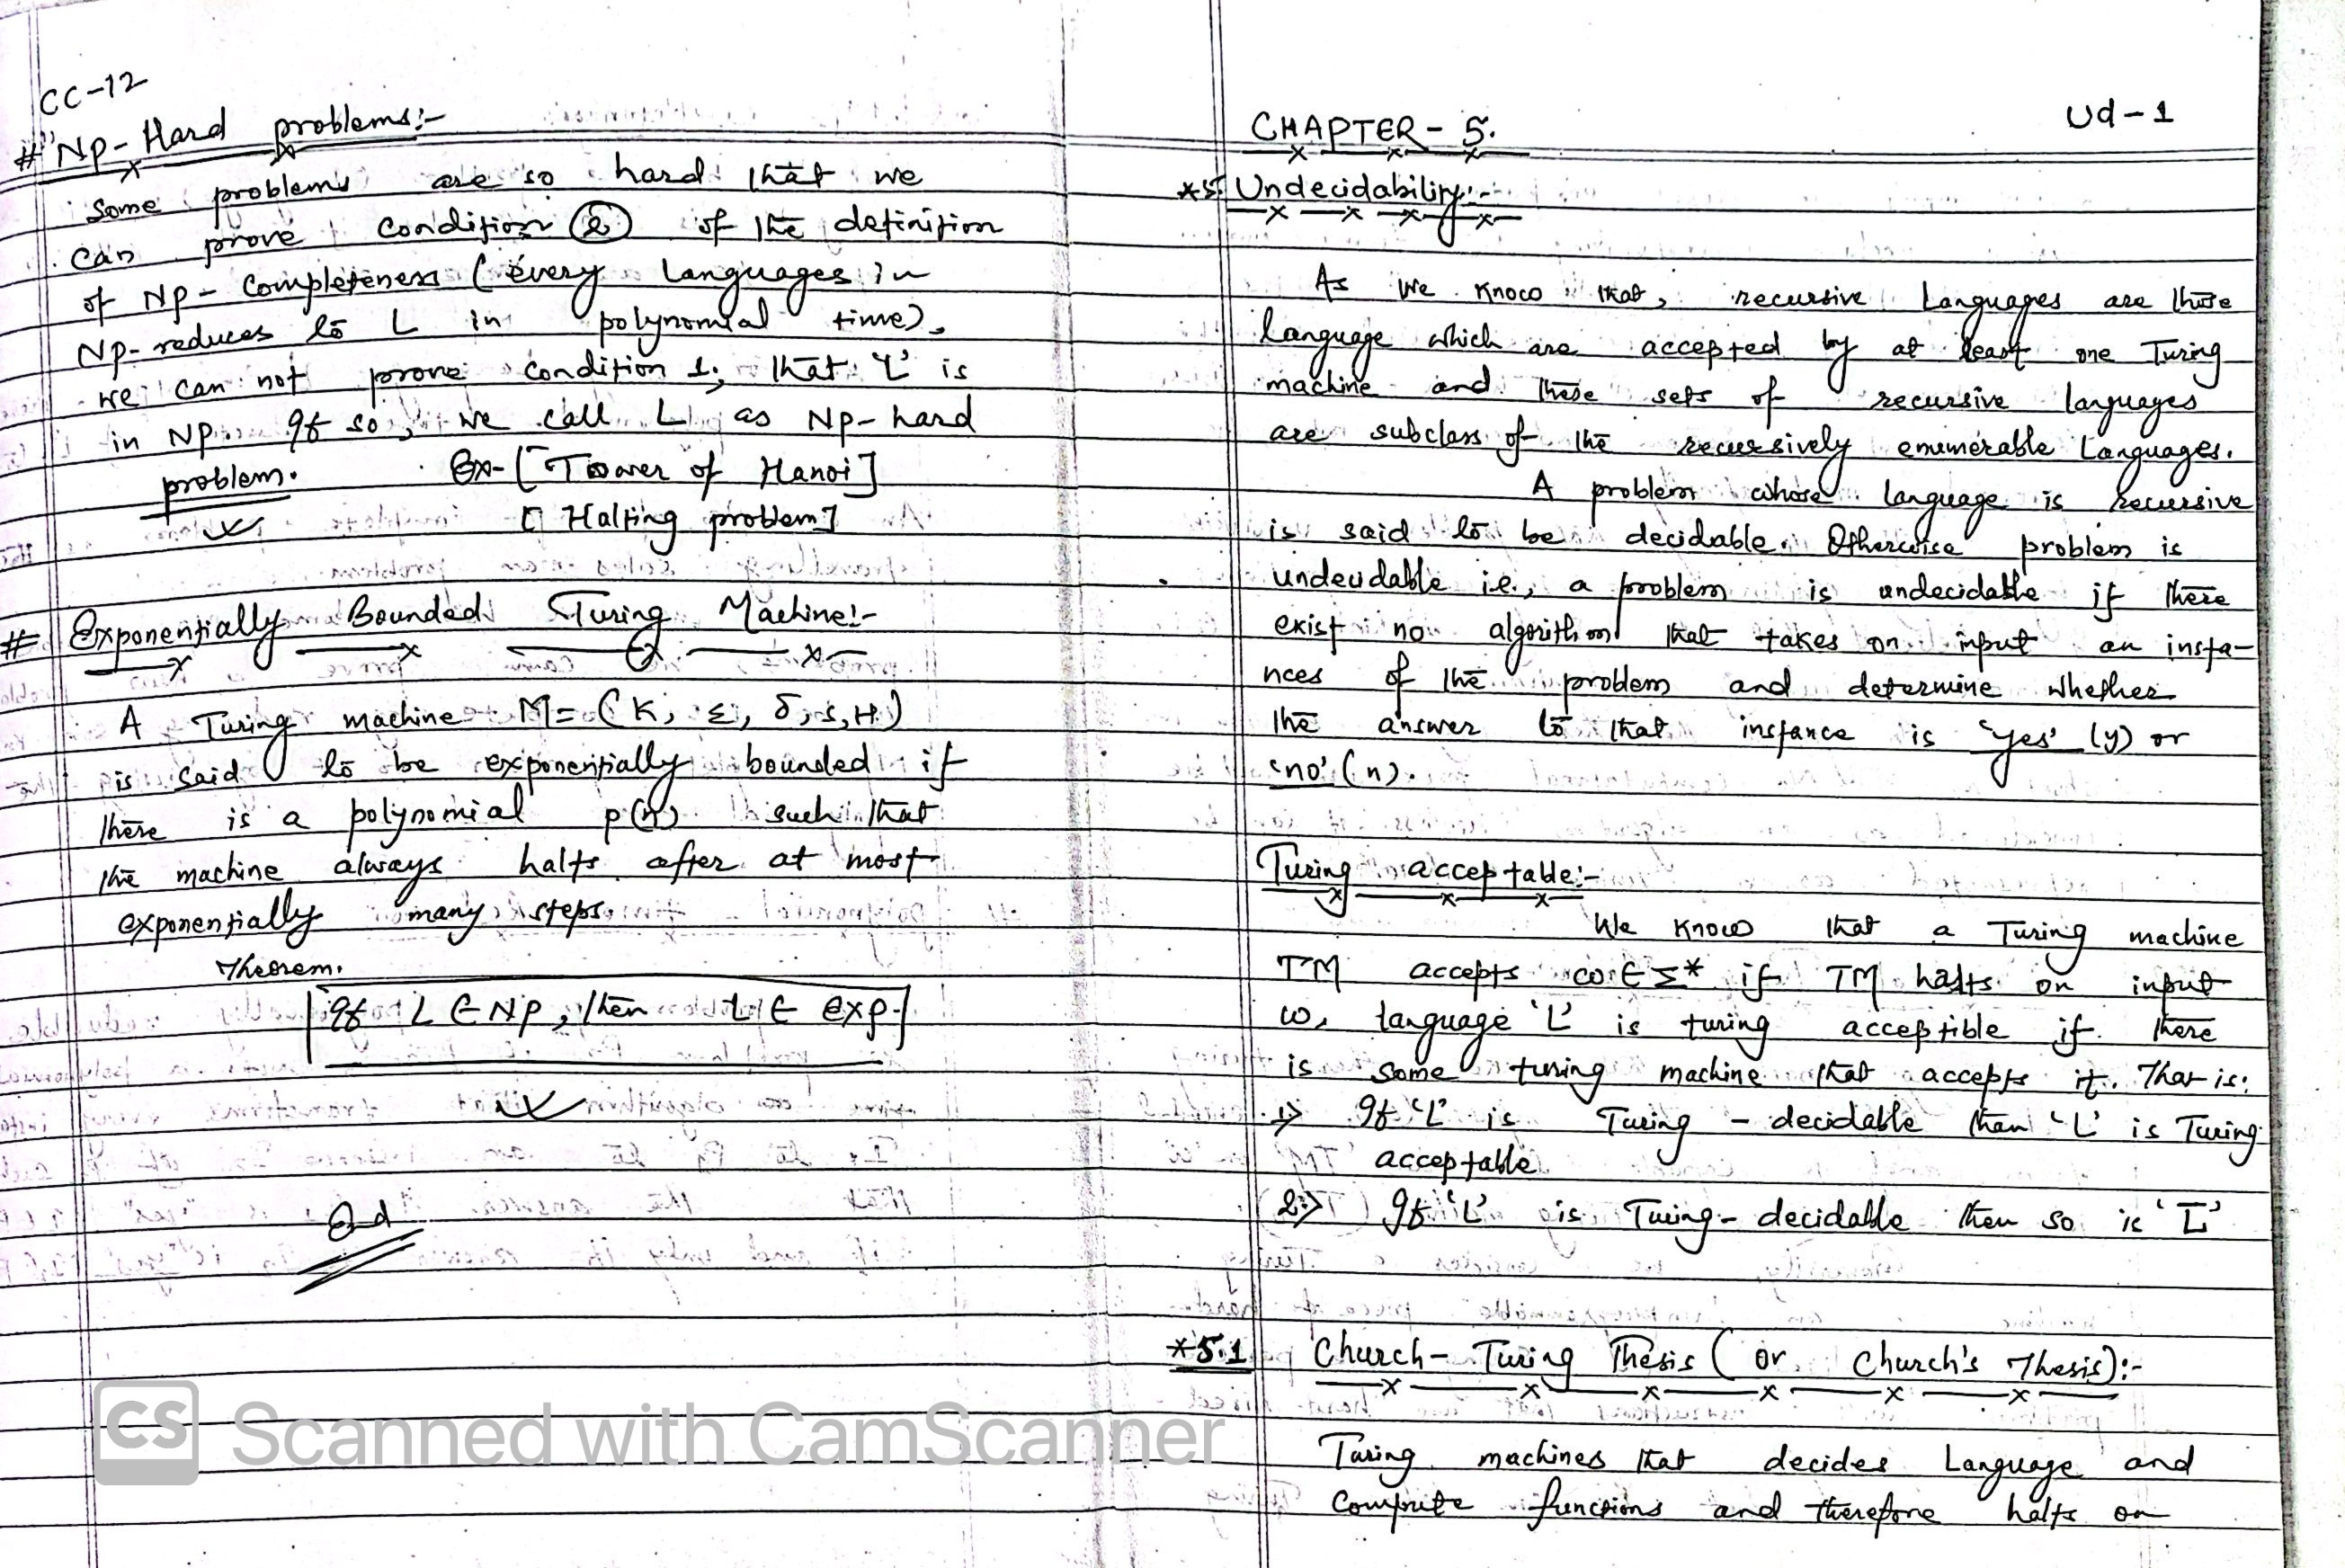 CC-12
# "Np-Hard problems:-
Some problems are so hard that we
can prove condition ② of the definition
of Np-Completeness (every languages in
Np-reduces to L in polynomial time),
we can not prove condition 1; that 'L' is
in NP. If so, we call L as Np-hard
problem. Ex- [Tower of Hanoi]
[Halting problem]
# Exponentially Bounded Turing Machine:-
A Turing machine M= (K, Σ, δ, s, H)
is said to be exponentially bounded if
there is a polynomial p(n) such that
the machine always halts after at most
exponentially many steps.
Theorem.
If L ∈ NP, then L ∈ exp.
End
CHAPTER - 5.
Ud-1
*5. Undecidability:-
As we know that, recursive Languages are those
language which are accepted by at least one Turing
machine and these sets of recursive languages
are subclass of the recursively enumerable Languages.
A problem whose language is recursive
is said to be decidable. Otherwise problem is
undecidable i.e., a problem is undecidable if there
exist no algorithm that takes on input an insta-
nces of the problem and determine whether
the answer to that instance is 'yes' (y) or
'no' (n).
Turing acceptable:-
We know that a Turing machine
TM accepts ω ∈ Σ* if TM halts on input
ω, language 'L' is turing acceptible if there
is some turing machine that accepts it. That is:
1> If 'L' is Turing - decidable than 'L' is Turing
acceptable
2:> If 'L' is Turing - decidable then so is 'L̅'
*5.1 Church - Turing Thesis (or Church's Thesis):-
Turing machines that decides Language and
Compute functions and therefore halts on
CS Scanned with CamScanner